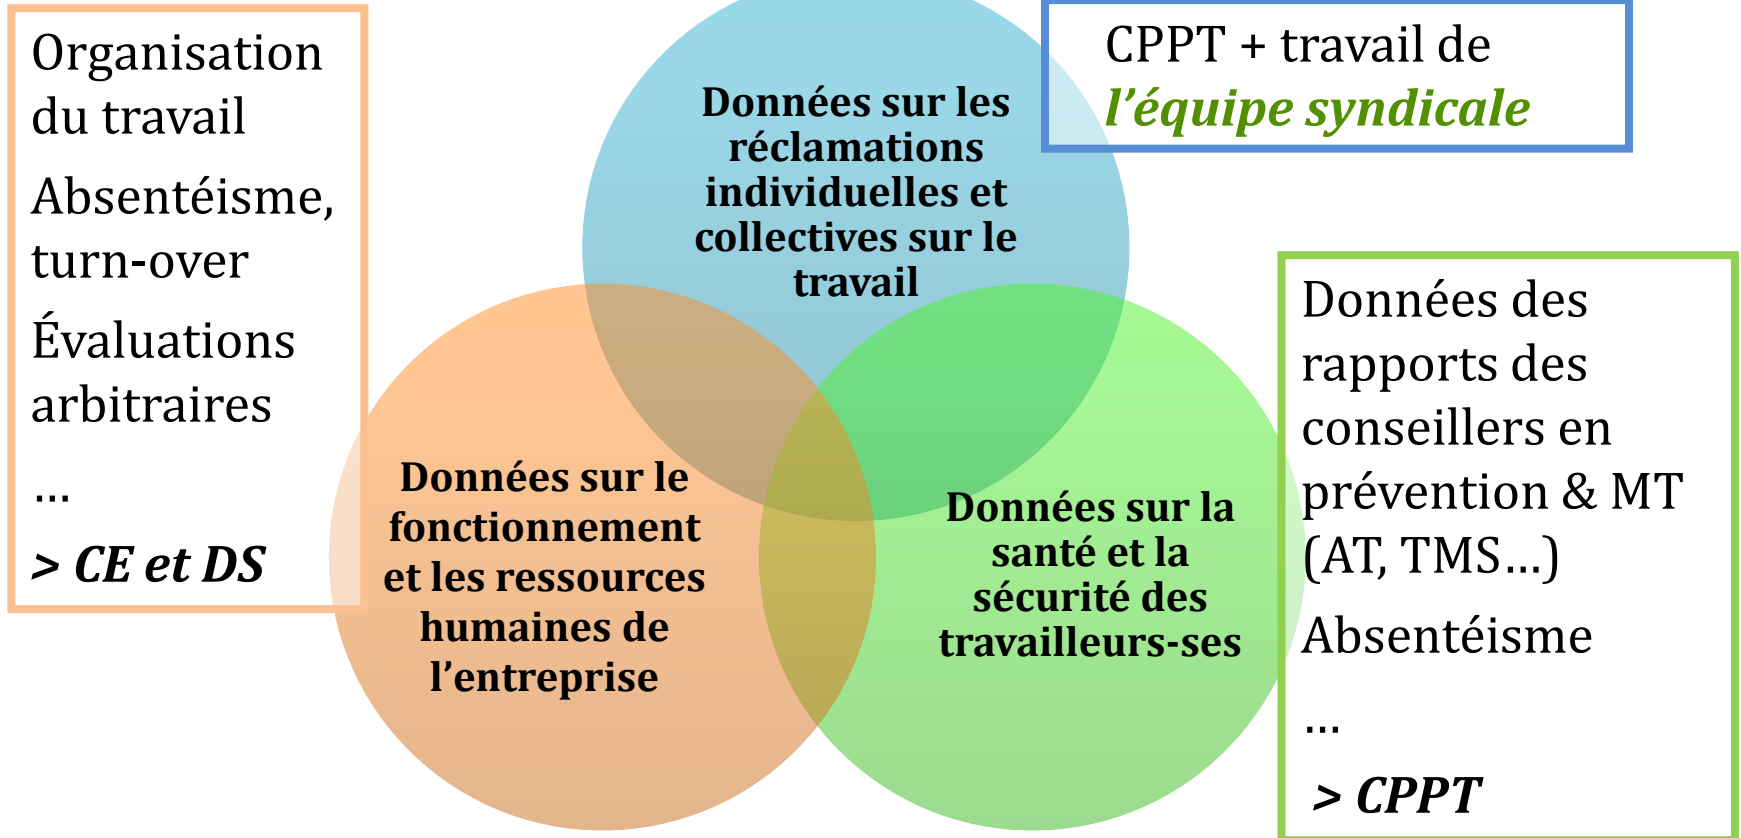 Organisation
du travail
Absentéisme,
turn-over
Évaluations
arbitraires
…
> CE et DS
Données sur les
réclamations
individuelles et
collectives sur le
travail
CPPT + travail de
l’équipe syndicale
Données sur le
fonctionnement
et les ressources
humaines de
l’entreprise
Données sur la
santé et la
sécurité des
travailleurs-ses
Données des
rapports des
conseillers en
prévention & MT
(AT, TMS…)
Absentéisme
…
> CPPT